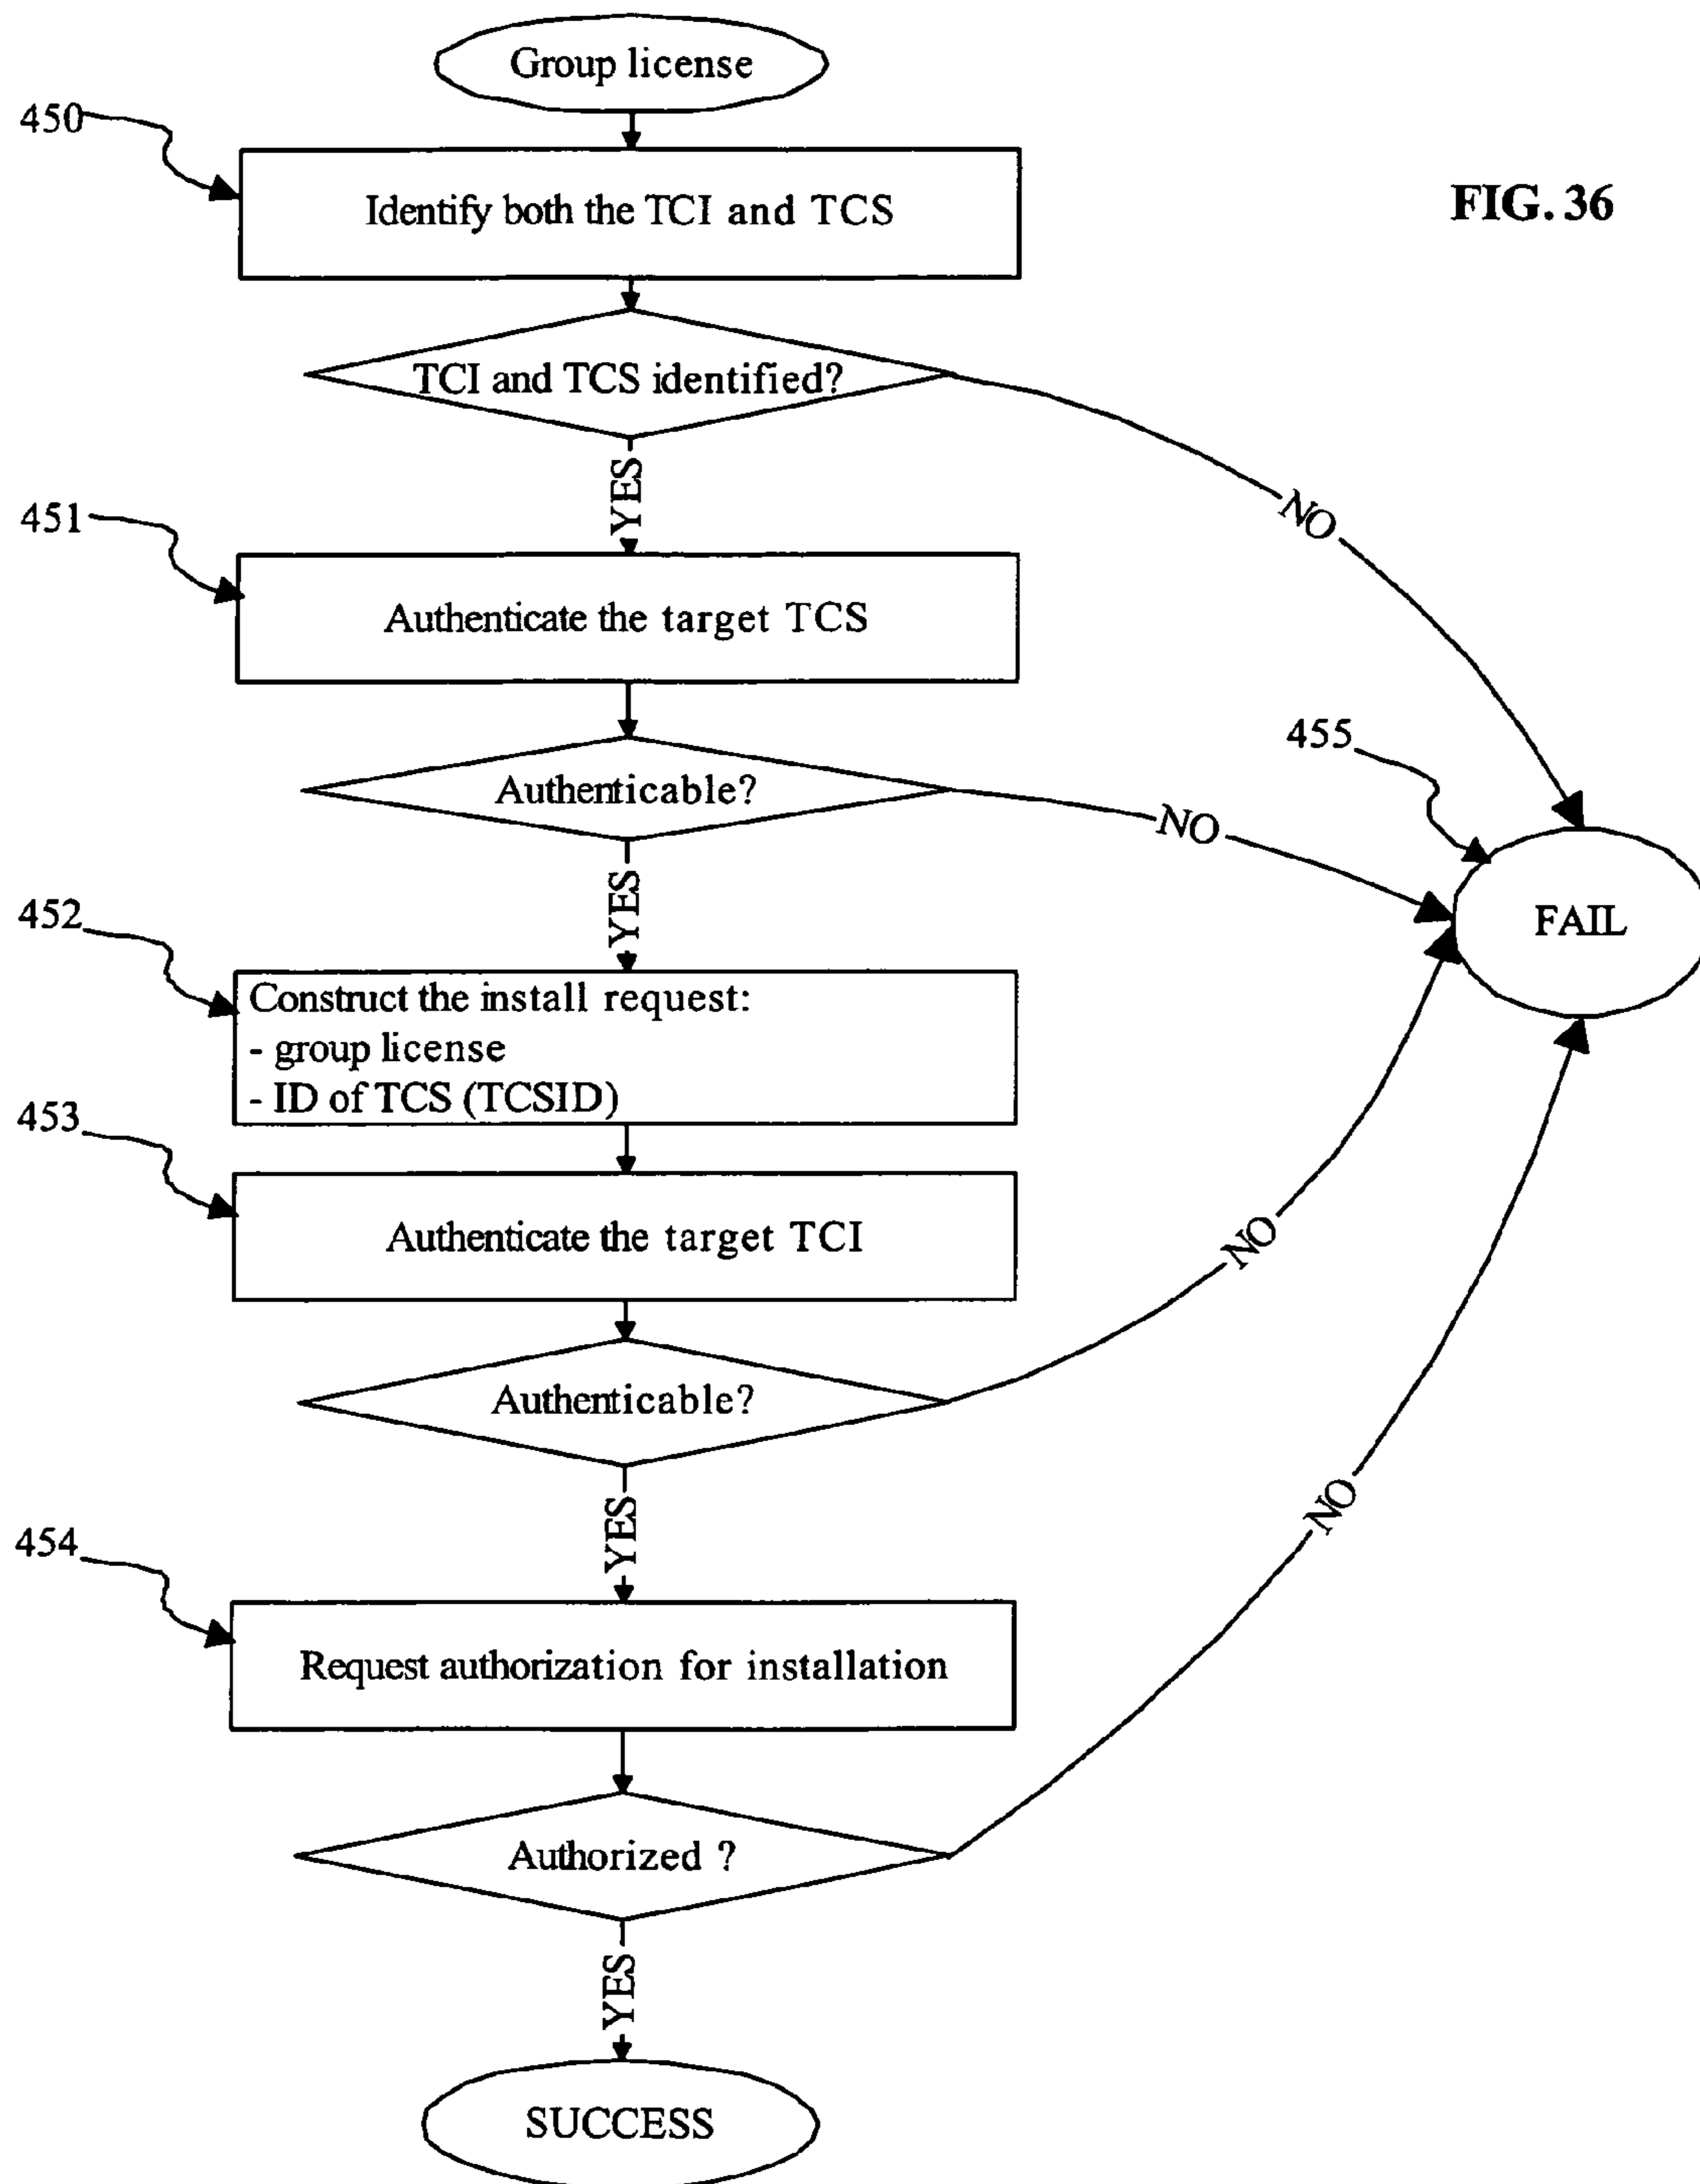 Group license
450
Identify both the TCI and TCS
FIG. 36
TCI and TCS identified?
NO
YES
451
Authenticate the target TCS
455
Authenticable?
NO
YES
FAIL
452
Construct the install request:
- group license
- ID of TCS (TCSID)
453
Authenticate the target TCI
NO
Authenticable?
YES
NO
454
Request authorization for installation
Authorized ?
YES
SUCCESS